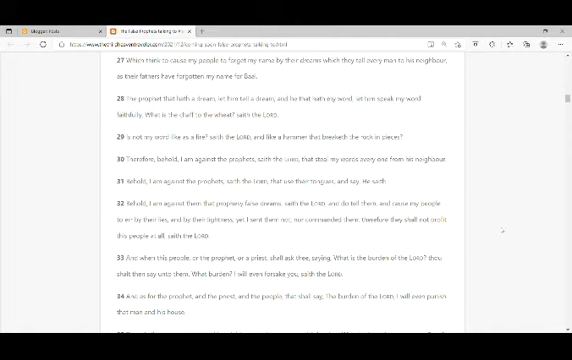 Blogger: Posts
The Fake Prophets Talking to
27 Which think to cause my people to forget my name by their dreams which they tell every man to his neighbour,
as their fathers have forgotten my name for Baal.
28 The prophet that hath a dream, let him tell a dream, and he that hath my word, let him speak my word
faithfully. What is the chaff to the wheat? saith the LORD.
29 Is not my word like as a fire? saith the LORD, and like a hammer that breaketh the rock in pieces?
30 Therefore, behold, I am against the prophets, saith the LORD, that steal my words every one from his neighbour.
31 Behold, I am against the prophets, saith the LORD, that use their tongues, and say, He saith.
32 Behold, I am against them that prophesy false dreams, saith the LORD, and do tell them, and cause my people
to err by their lies, and by their lightness; yet I sent them not, nor commanded them: therefore they shall not profit
this people at all, saith the LORD.
33 And when this people, or the prophet, or a priest, shall ask thee, saying, What is the burden of the LORD? thou
shalt then say unto them, What burden? I will even forsake you, saith the LORD.
34 And as for the prophet, and the priest, and the people, that shall say, The burden of the LORD, I will even punish
that man and his house.